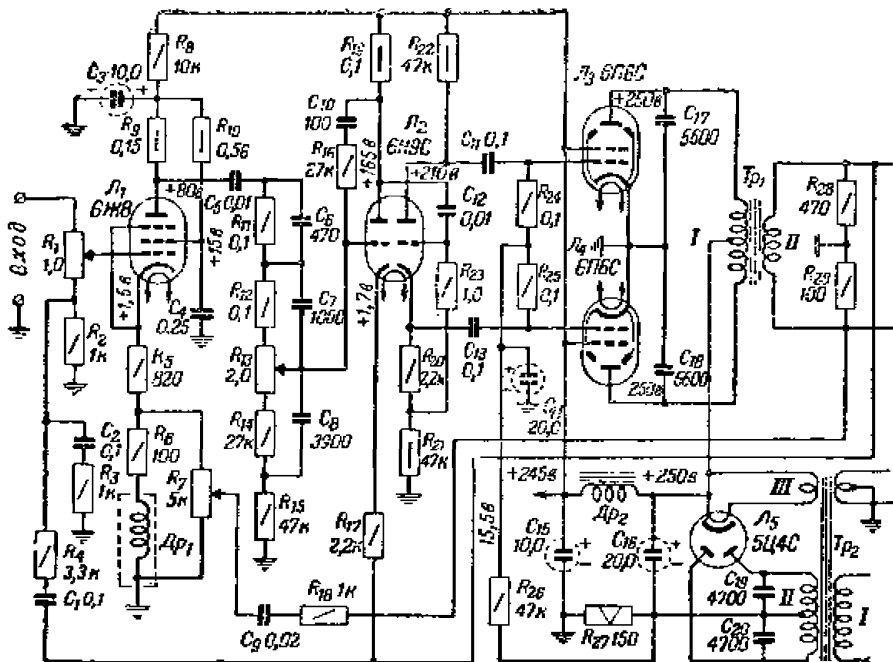 R8
10к
C3 10,0
R9
0,15
R10
0,56
+80в
Л1
6Ж8
вход
R1
1,0
+1,5в
+15в
R2
1к
R5
820
C4
0,25
C5 0,01
R11
0,1
C6
470
R12
0,1
C7
1000
R13
2,0
R14
27к
C8
3900
R15
47к
C2
0,1
R3
1к
R6
100
R7
5к
Др1
R4
3,3к
C1 0,1
C9 0,02
R18 1к
R17
2,2к
C10
100
R16
27к
R19
0,1
R22
47к
+165в
Л2
6Н9С
+210в
C11 0,1
C12
0,01
R23
1,0
+1,7в
R20
2,2к
R21
47к
C13
0,1
R24
0,1
R25
0,1
Л3 6П6С
+250в
Л4
6П6С
250в
C17
5600
C18
5600
20,0
Тр1
I
II
R28
470
R29
100
+245в
+250в
Др2
15,5в
C15
10,0
C16
20,0
R26
47к
R27 150
Л5
5Ц4С
III
II
I
Тр2
C19
4700
C20
4700